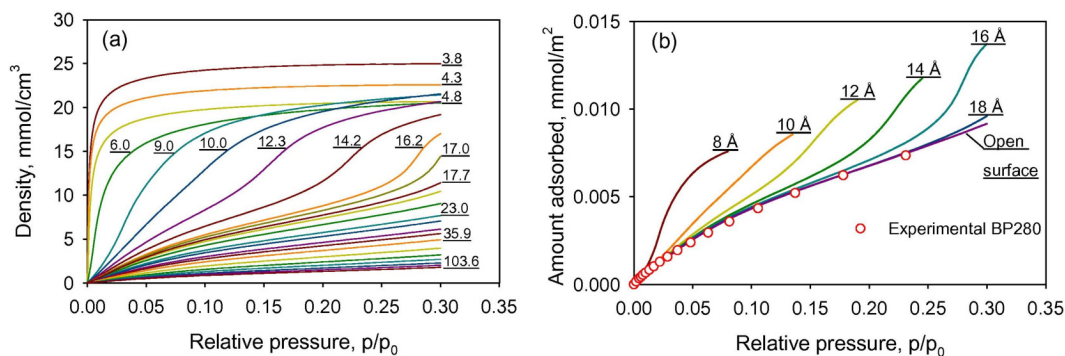 (a)
Density, mmol/cm³
30
25
20
15
10
5
0
0.00 0.05 0.10 0.15 0.20 0.25 0.30 0.35
Relative pressure, p/p₀
3.8
4.3
4.8
6.0 9.0 10.0 12.3 14.2 16.2
17.0
17.7
23.0
35.9
103.6
(b)
Amount adsorbed, mmol/m²
0.015
0.010
0.005
0.000
0.00 0.05 0.10 0.15 0.20 0.25 0.30 0.35
Relative pressure, p/p₀
16 Å
14 Å
12 Å
10 Å
8 Å
18 Å
Open
surface
Experimental BP280